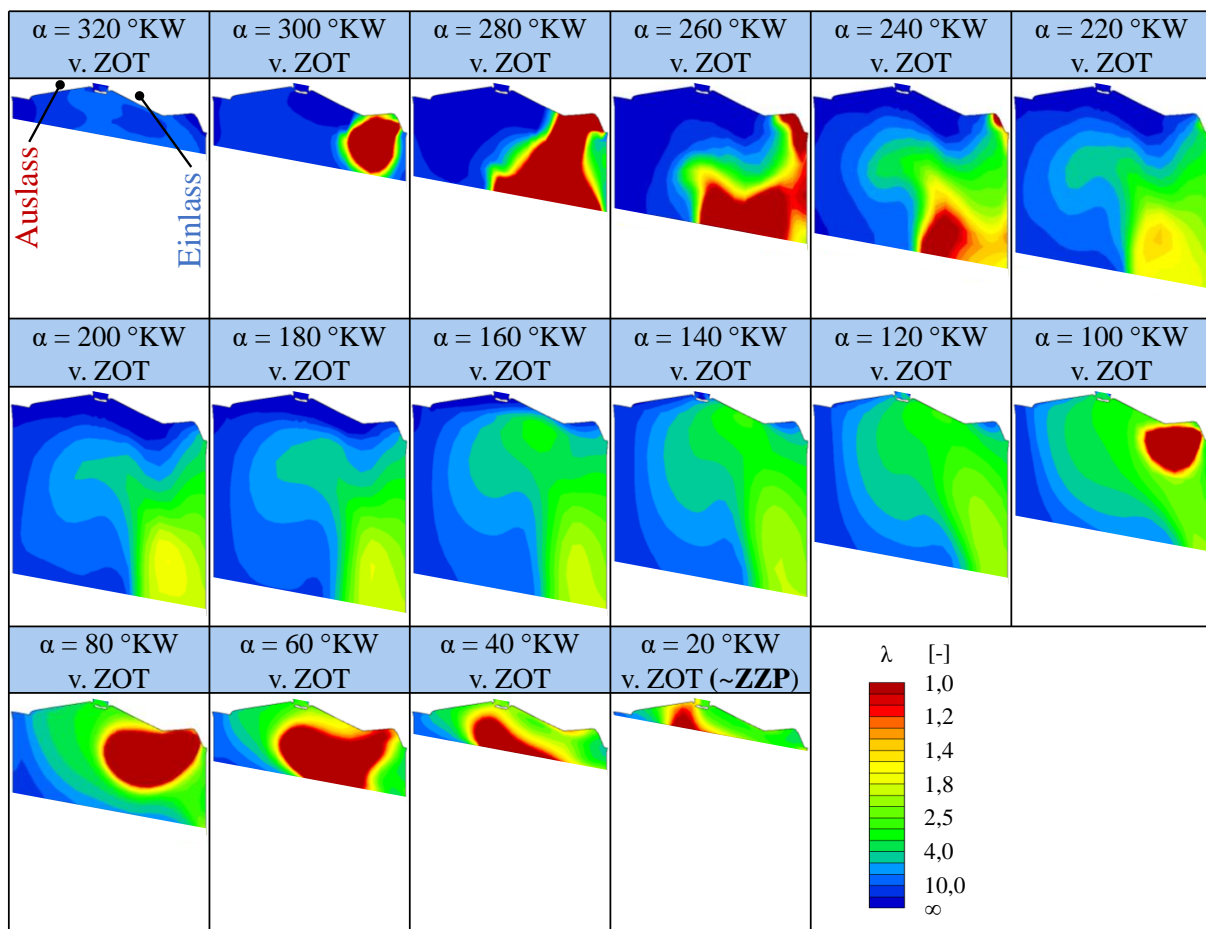 α = 320 °KW
v. ZOT
α = 300 °KW
v. ZOT
α = 280 °KW
v. ZOT
α = 260 °KW
v. ZOT
α = 240 °KW
v. ZOT
α = 220 °KW
v. ZOT
Auslass
Einlass
α = 200 °KW
v. ZOT
α = 180 °KW
v. ZOT
α = 160 °KW
v. ZOT
α = 140 °KW
v. ZOT
α = 120 °KW
v. ZOT
α = 100 °KW
v. ZOT
α = 80 °KW
v. ZOT
α = 60 °KW
v. ZOT
α = 40 °KW
v. ZOT
α = 20 °KW
v. ZOT (~ZZP)
λ [-]
1,0
1,2
1,4
1,8
2,5
4,0
10,0
∞